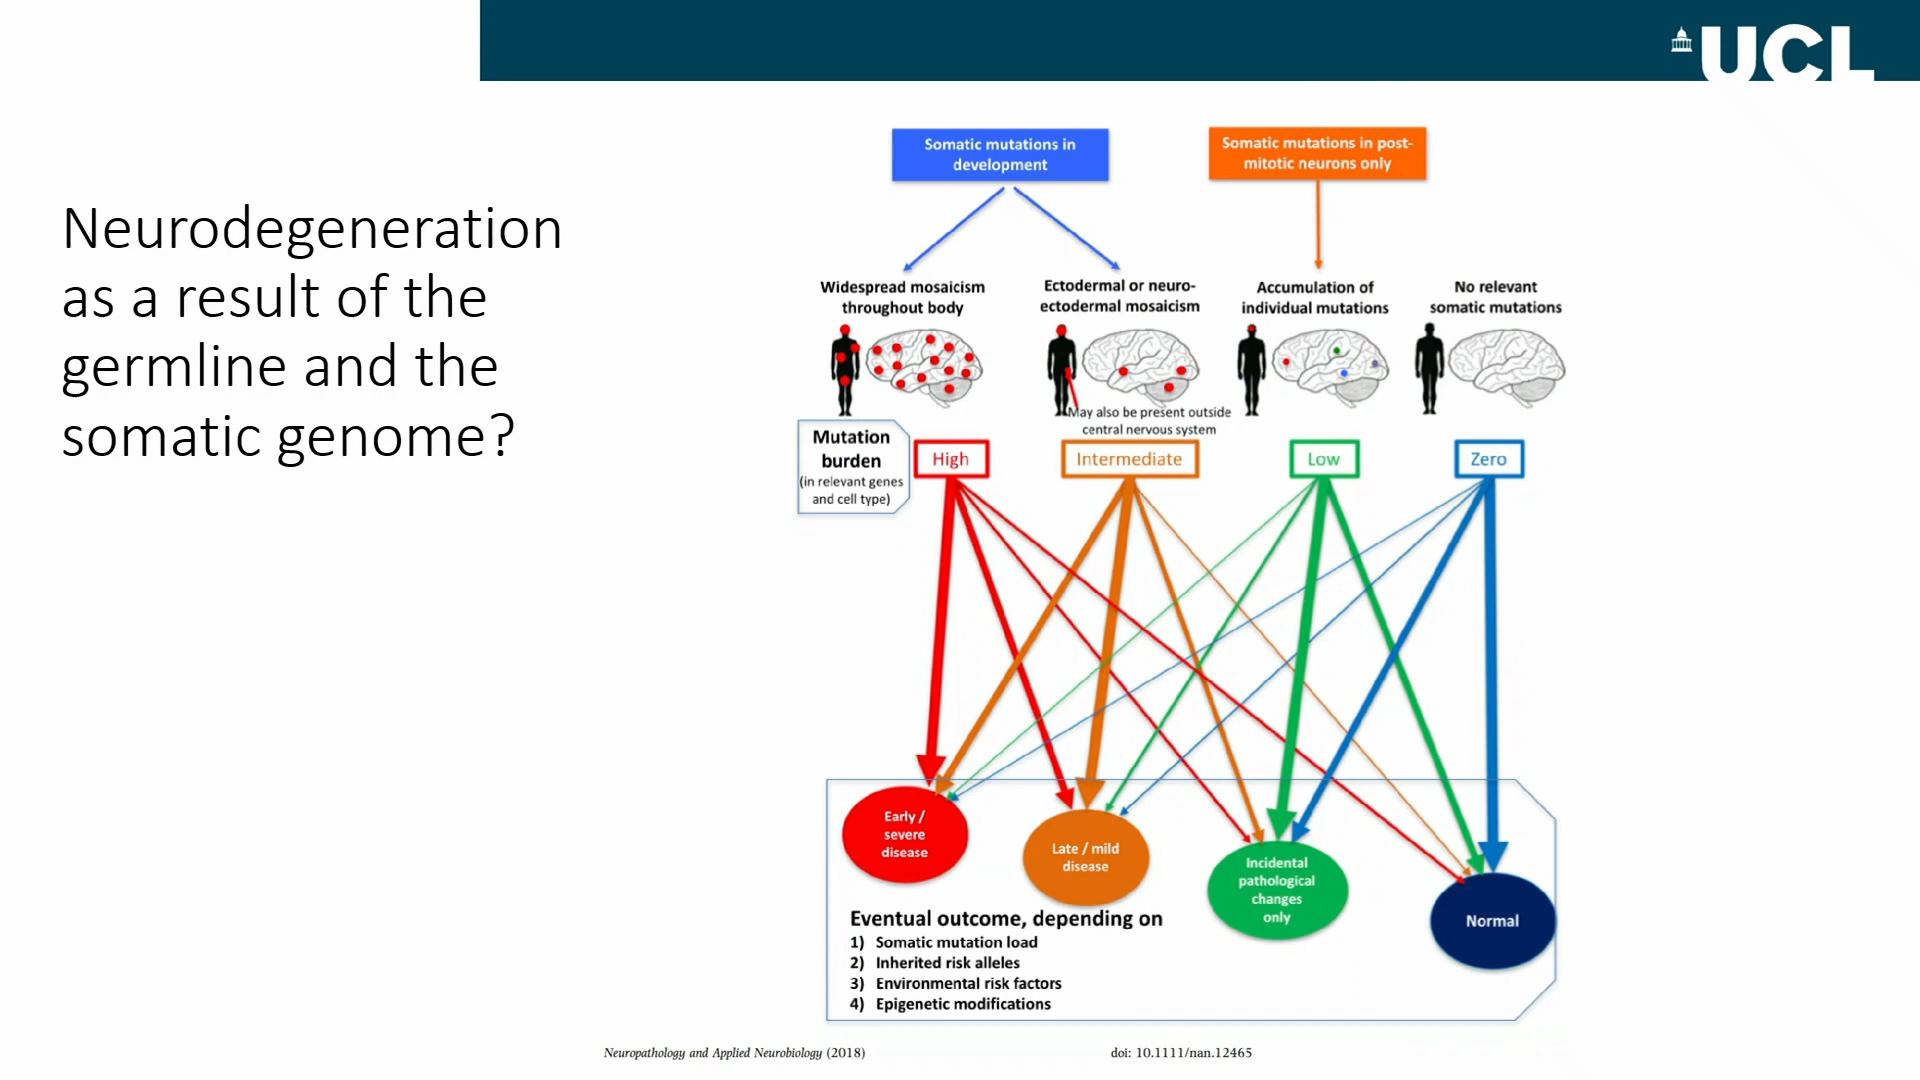 UCL
Neurodegeneration
as a result of the
germline and the
somatic genome?
Somatic mutations in
development
Somatic mutations in post-
mitotic neurons only
Widespread mosaicism
throughout body
Ectodermal or neuro-
ectodermal mosaicism
Accumulation of
individual mutations
No relevant
somatic mutations
May also be present outside
central nervous system
Mutation
burden
(in relevant genes
and cell type)
High
Intermediate
Low
Zero
Early /
severe
disease
Late / mild
disease
Incidental
pathological
changes
only
Normal
Eventual outcome, depending on
1) Somatic mutation load
2) Inherited risk alleles
3) Environmental risk factors
4) Epigenetic modifications
Neuropathology and Applied Neurobiology (2018)
doi: 10.1111/nan.12465